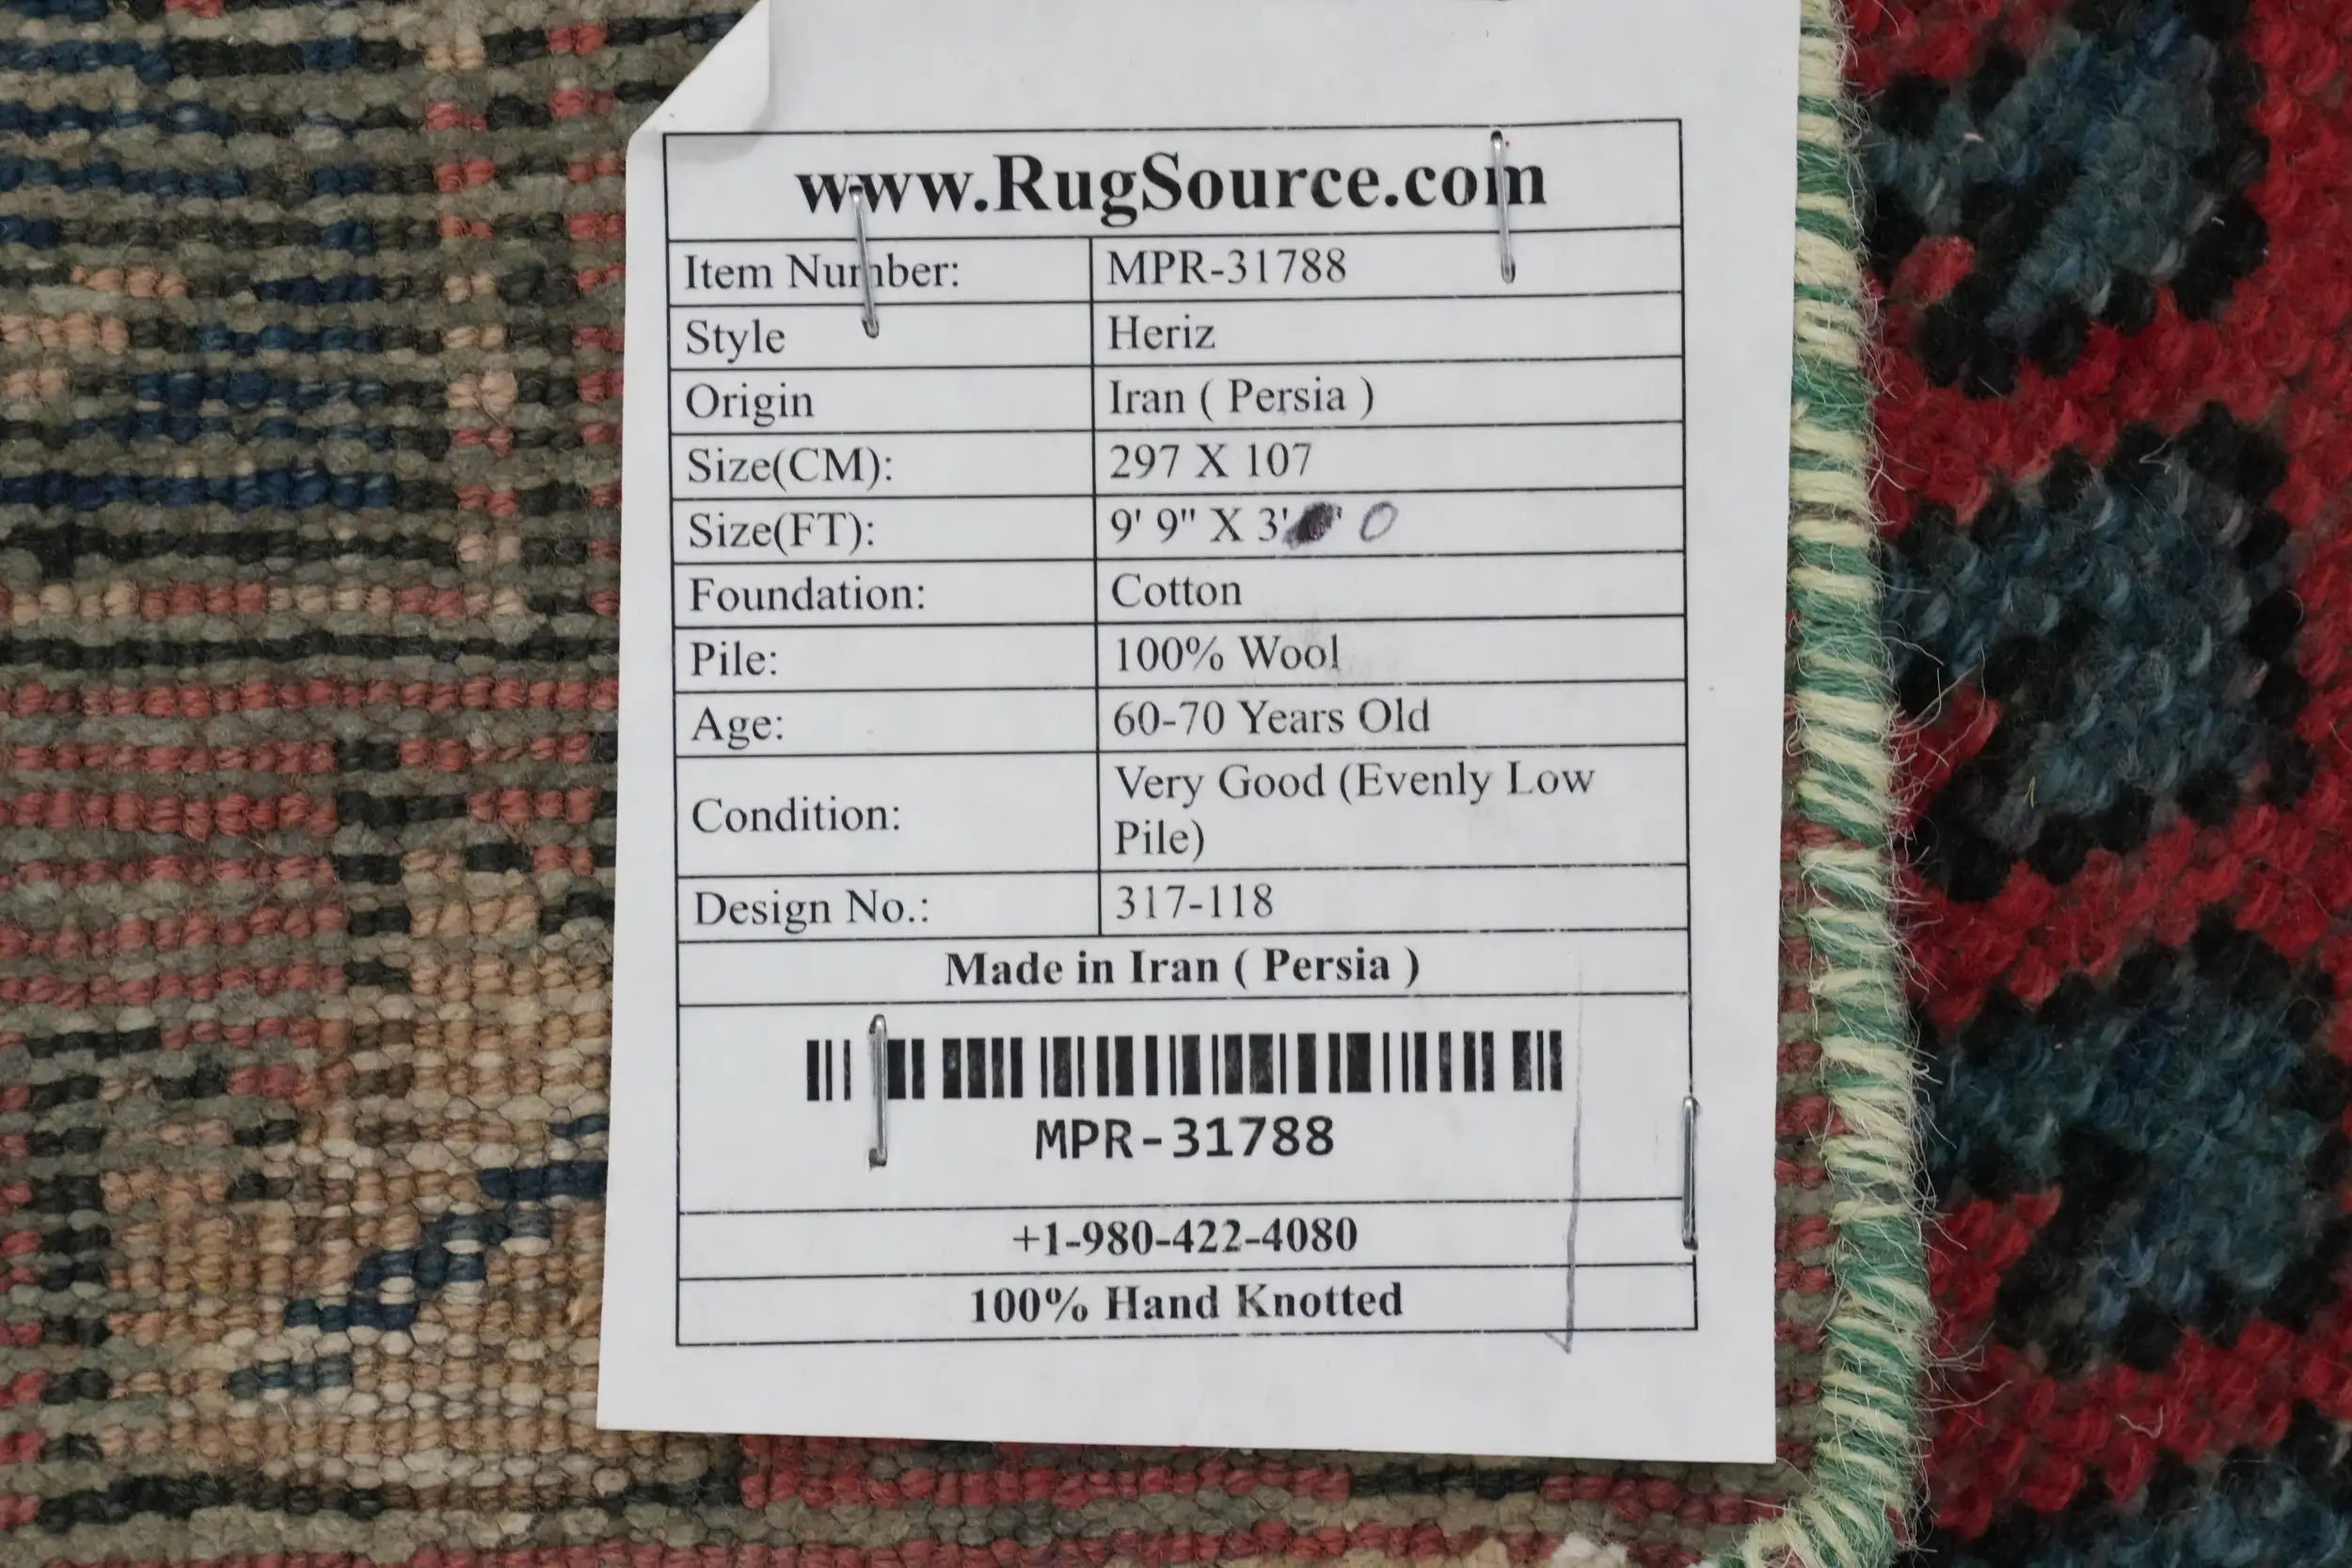 www.RugSource.com
Item Number: MPR-31788
Style Heriz
Origin Iran ( Persia )
Size(CM): 297 X 107
Size(FT): 9' 9" X 3' 0
Foundation: Cotton
Pile: 100% Wool
Age: 60-70 Years Old
Condition: Very Good (Evenly Low
Pile)
Design No.: 317-118
Made in Iran ( Persia )
MPR-31788
+1-980-422-4080
100% Hand Knotted